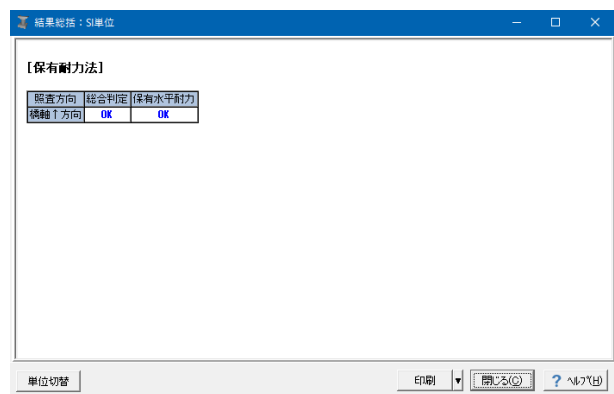 結果総括：SI単位
[保有耐力法]
照査方向 総合判定 保有水平耐力
橋軸↑方向 OK OK
単位切替 印刷 ▼ 閉じる(C) ? ヘルプ(H)